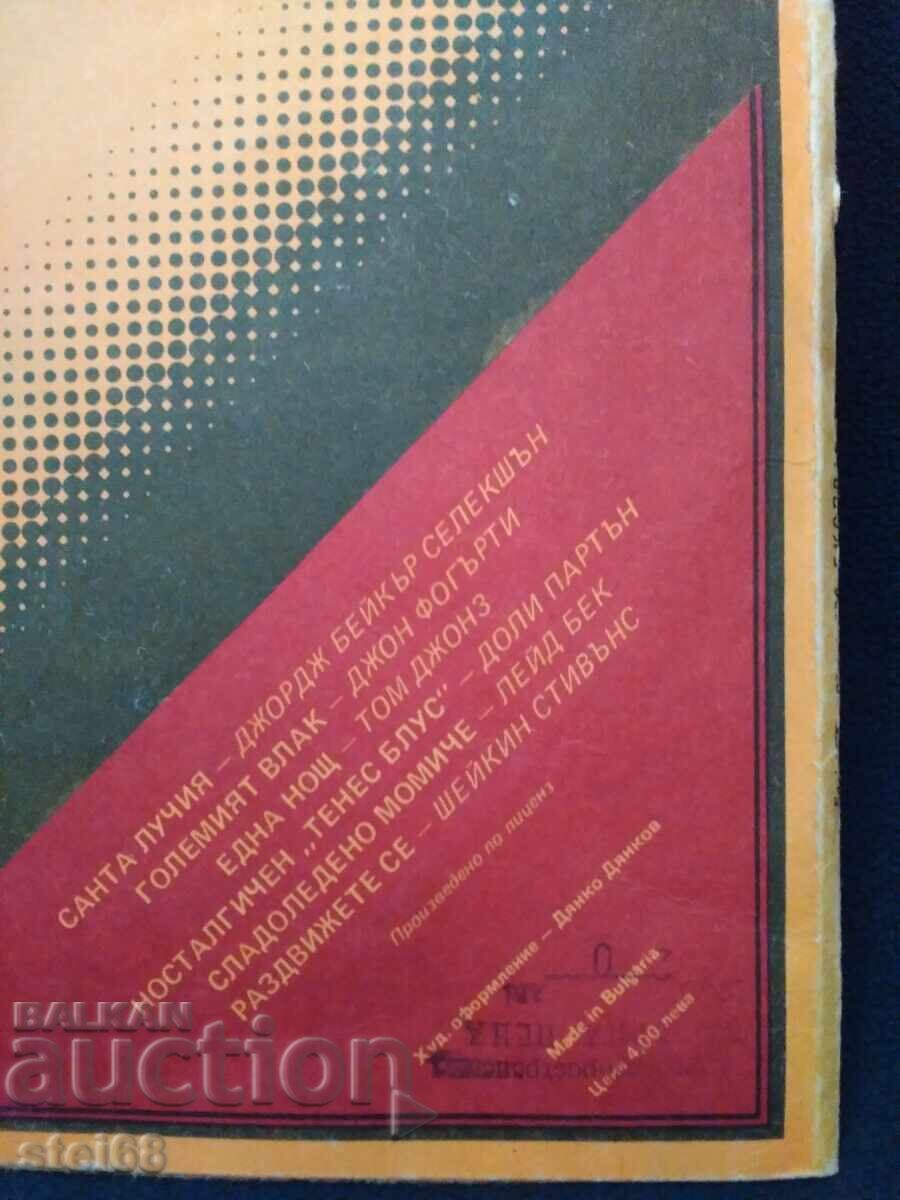 САНТА ЛУЧИЯ – ДЖОРДЖ БЕЙКЪР СЕЛЕКШЪН
ГОЛЕМИЯТ ВЛАК – ДЖОН ФОГЪРТИ
ЕДНА НОЩ – ТОМ ДЖОНЗ
НОСТАЛГИЧЕН „ТЕНЕС БЛУС" – ДОЛИ ПАРТЪН
СЛАДОЛЕДЕНО МОМИЧЕ – ЛЕЙД БЕК
РАЗДВИЖЕТЕ СЕ – ШЕЙКИН СТИВЪНС
Произведено по лиценз
Худ. оформление – Дянко Дянков
Made in Bulgaria
Цена 4,00 лева
BALKAN
auction
stei68